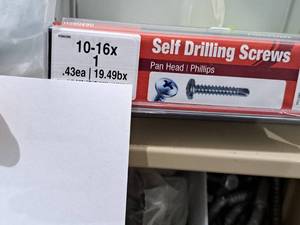 10-16x
1
.43ea | 19.49bx
Self Drilling Screws
Pan Head / Phillips